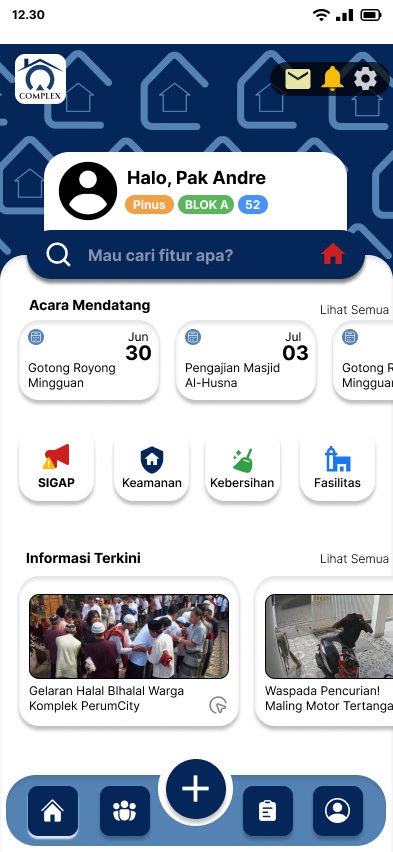 12.30
COMPLEX
Halo, Pak Andre
Pinus BLOK A 52
Mau cari fitur apa?
Acara Mendatang
Lihat Semua
Jun
30
Gotong Royong
Mingguan
Jul
03
Pengajian Masjid
Al-Husna
Gotong R
Mingguan
SIGAP
Keamanan
Kebersihan
Fasilitas
Informasi Terkini
Lihat Semua
Gelaran Halal BIhalal Warga
Komplek PerumCity
Waspada Pencurian!
Maling Motor Tertanga